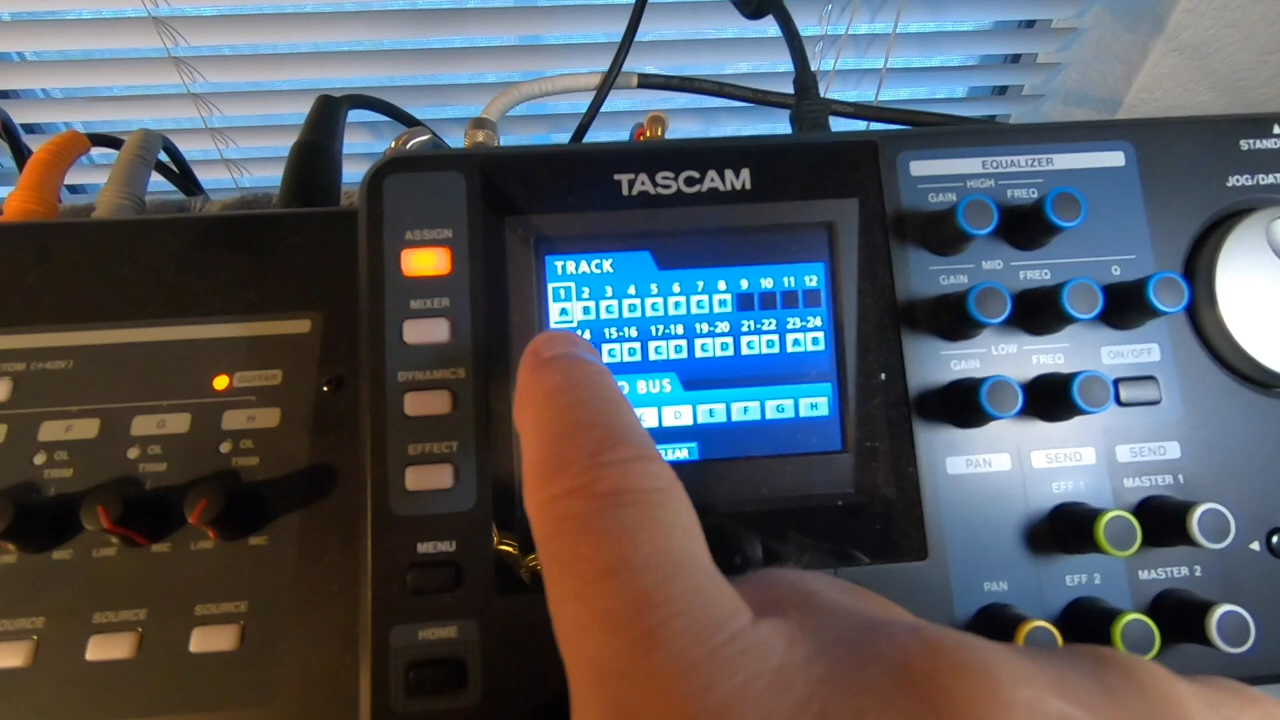 TASCAM
ASSIGN
MIXER
DYNAMICS
EFFECT
MENU
HOME
TRACK
1 2 3 4 5 6 7 8 9 10 11 12
A B C D C F C H
15-16 17-18 19-20 21-22 23-24
C D C D C D C D A B
BUS
D E F G H
EQUALIZER
HIGH
GAIN FREQ
MID
GAIN FREQ Q
LOW
GAIN FREQ
ON/OFF
PAN SEND SEND
EFF 1 MASTER 1
PAN EFF 2 MASTER 2
JOG/DAT
STAND
(+48V)
GUITAR
F G H
OL OL OL
TRIM TRIM TRIM
MIC LINE MIC LINE MIC
SOURCE SOURCE